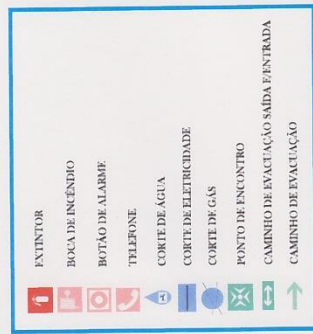 EXTINTOR
BOCA DE INCÊNDIO
BOTÃO DE ALARME
TELEFONE
CORTE DE ÁGUA
CORTE DE ELETRICIDADE
CORTE DE GÁS
PONTO DE ENCONTRO
CAMINHO DE EVACUAÇÃO SAÍDA E/ENTRADA
CAMINHO DE EVACUAÇÃO